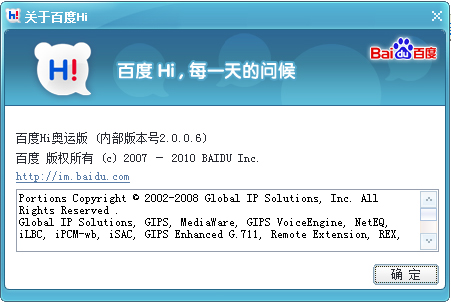 关于百度Hi
Hi!
百度 Hi，每一天的问候
Bai du 百度
百度Hi奥运版 (内部版本号2.0.0.6)
百度 版权所有 (c) 2007 － 2010 BAIDU Inc.
http://im.baidu.com
Portions Copyright © 2002-2008 Global IP Solutions, Inc. All
Rights Reserved .
Global IP Solutions, GIPS, MediaWare, GIPS VoiceEngine, NetEQ,
iLBC, iPCM-wb, iSAC, GIPS Enhanced G.711, Remote Extension, REX,
确 定